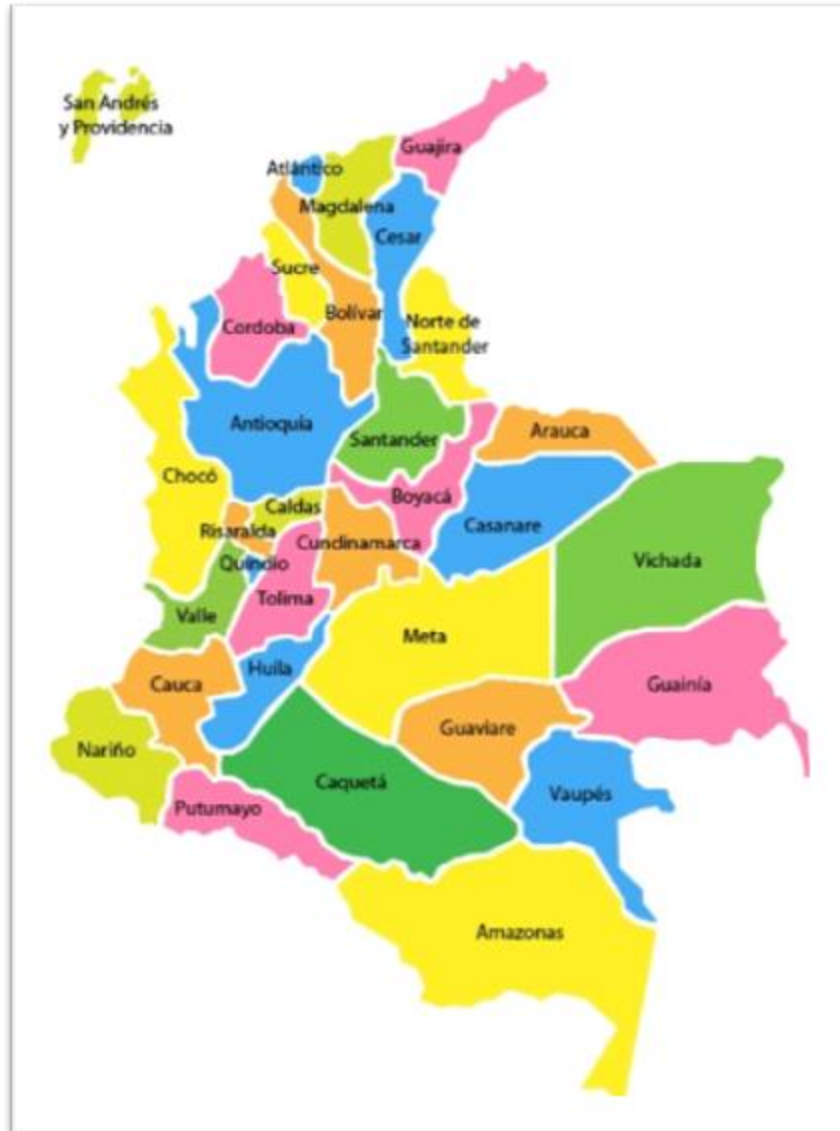 San Andrés
y Providencia
Guajira
Atlántico
Magdalena
Cesar
Sucre
Bolívar
Cordoba
Norte de
Santander
Antioquia
Santander
Arauca
Chocó
Boyacá
Caldas
Casanare
Risaralda
Cundinamarca
Quindio
Vichada
Tolima
Valle
Meta
Huila
Cauca
Guainía
Guaviare
Nariño
Caquetá
Vaupés
Putumayo
Amazonas